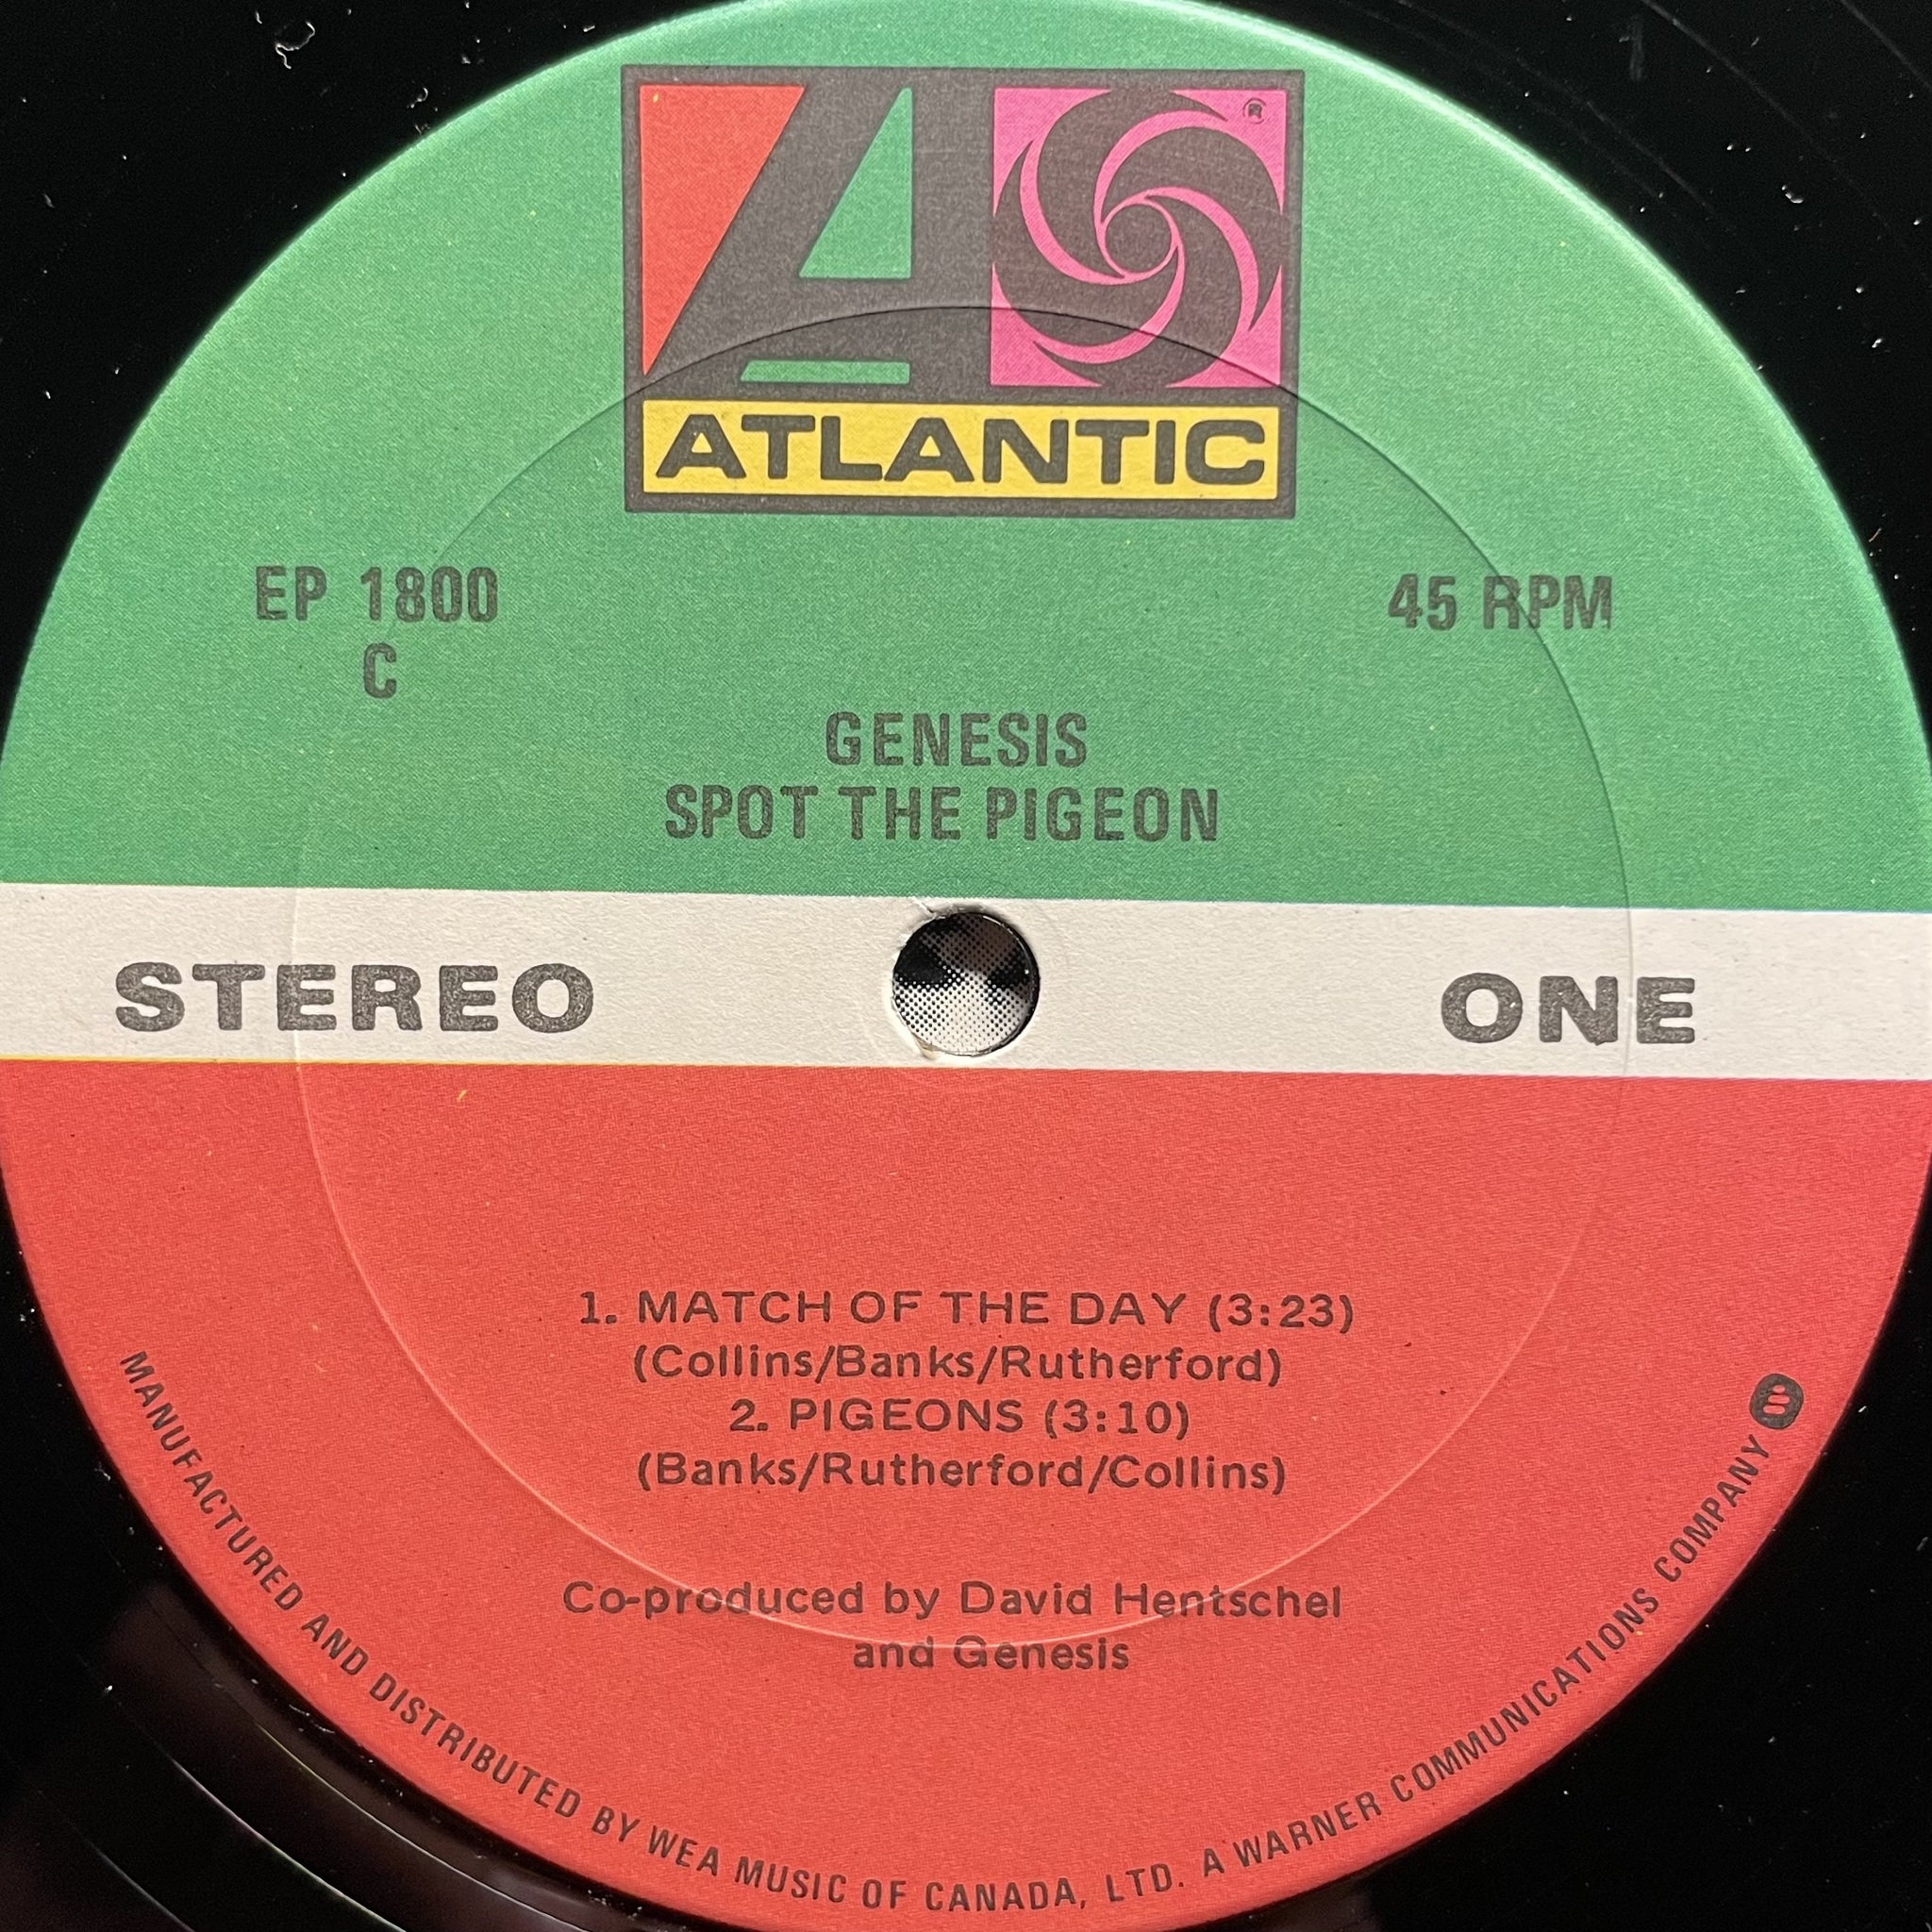 ®
ATLANTIC
EP 1800
C
45 RPM
GENESIS
SPOT THE PIGEON
STEREO
ONE
1. MATCH OF THE DAY (3:23)
(Collins/Banks/Rutherford)
2. PIGEONS (3:10)
(Banks/Rutherford/Collins)
Co-produced by David Hentschel
and Genesis
MANUFACTURED AND DISTRIBUTED BY WEA MUSIC OF CANADA, LTD. A WARNER COMMUNICATIONS COMPANY